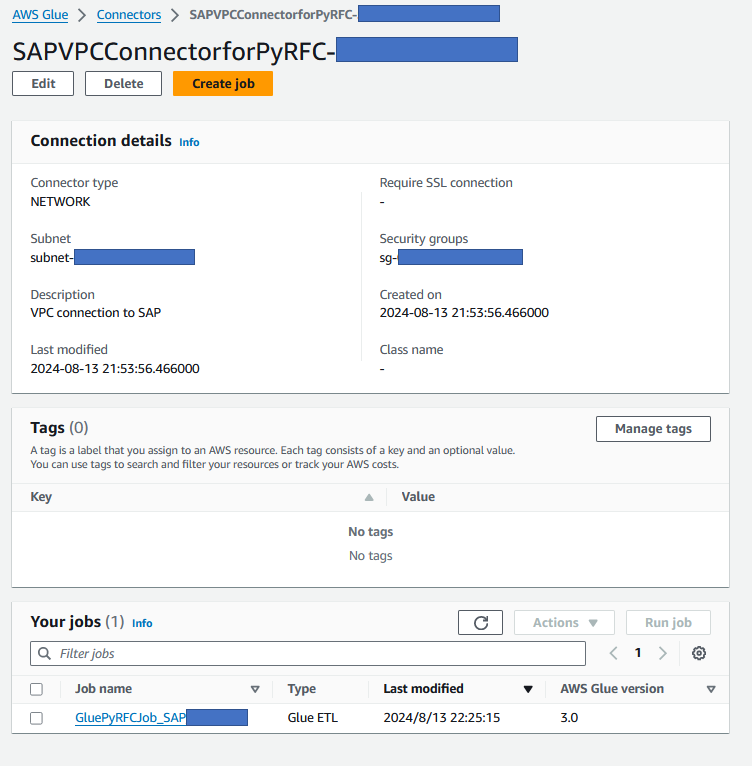 AWS Glue > Connectors > SAPVPCConnectorforPyRFC-
SAPVPCConnectorforPyRFC-
Edit Delete Create job
Connection details Info
Connector type Require SSL connection
NETWORK -
Subnet Security groups
subnet- sg-
Description Created on
VPC connection to SAP 2024-08-13 21:53:56.466000
Last modified Class name
2024-08-13 21:53:56.466000 -
Tags (0) Manage tags
A tag is a label that you assign to an AWS resource. Each tag consists of a key and an optional value.
You can use tags to search and filter your resources or track your AWS costs.
Key Value
No tags
No tags
Your jobs (1) Info Actions Run job
Filter jobs 1
Job name Type Last modified AWS Glue version
GluePyRFCJob_SAP Glue ETL 2024/8/13 22:25:15 3.0